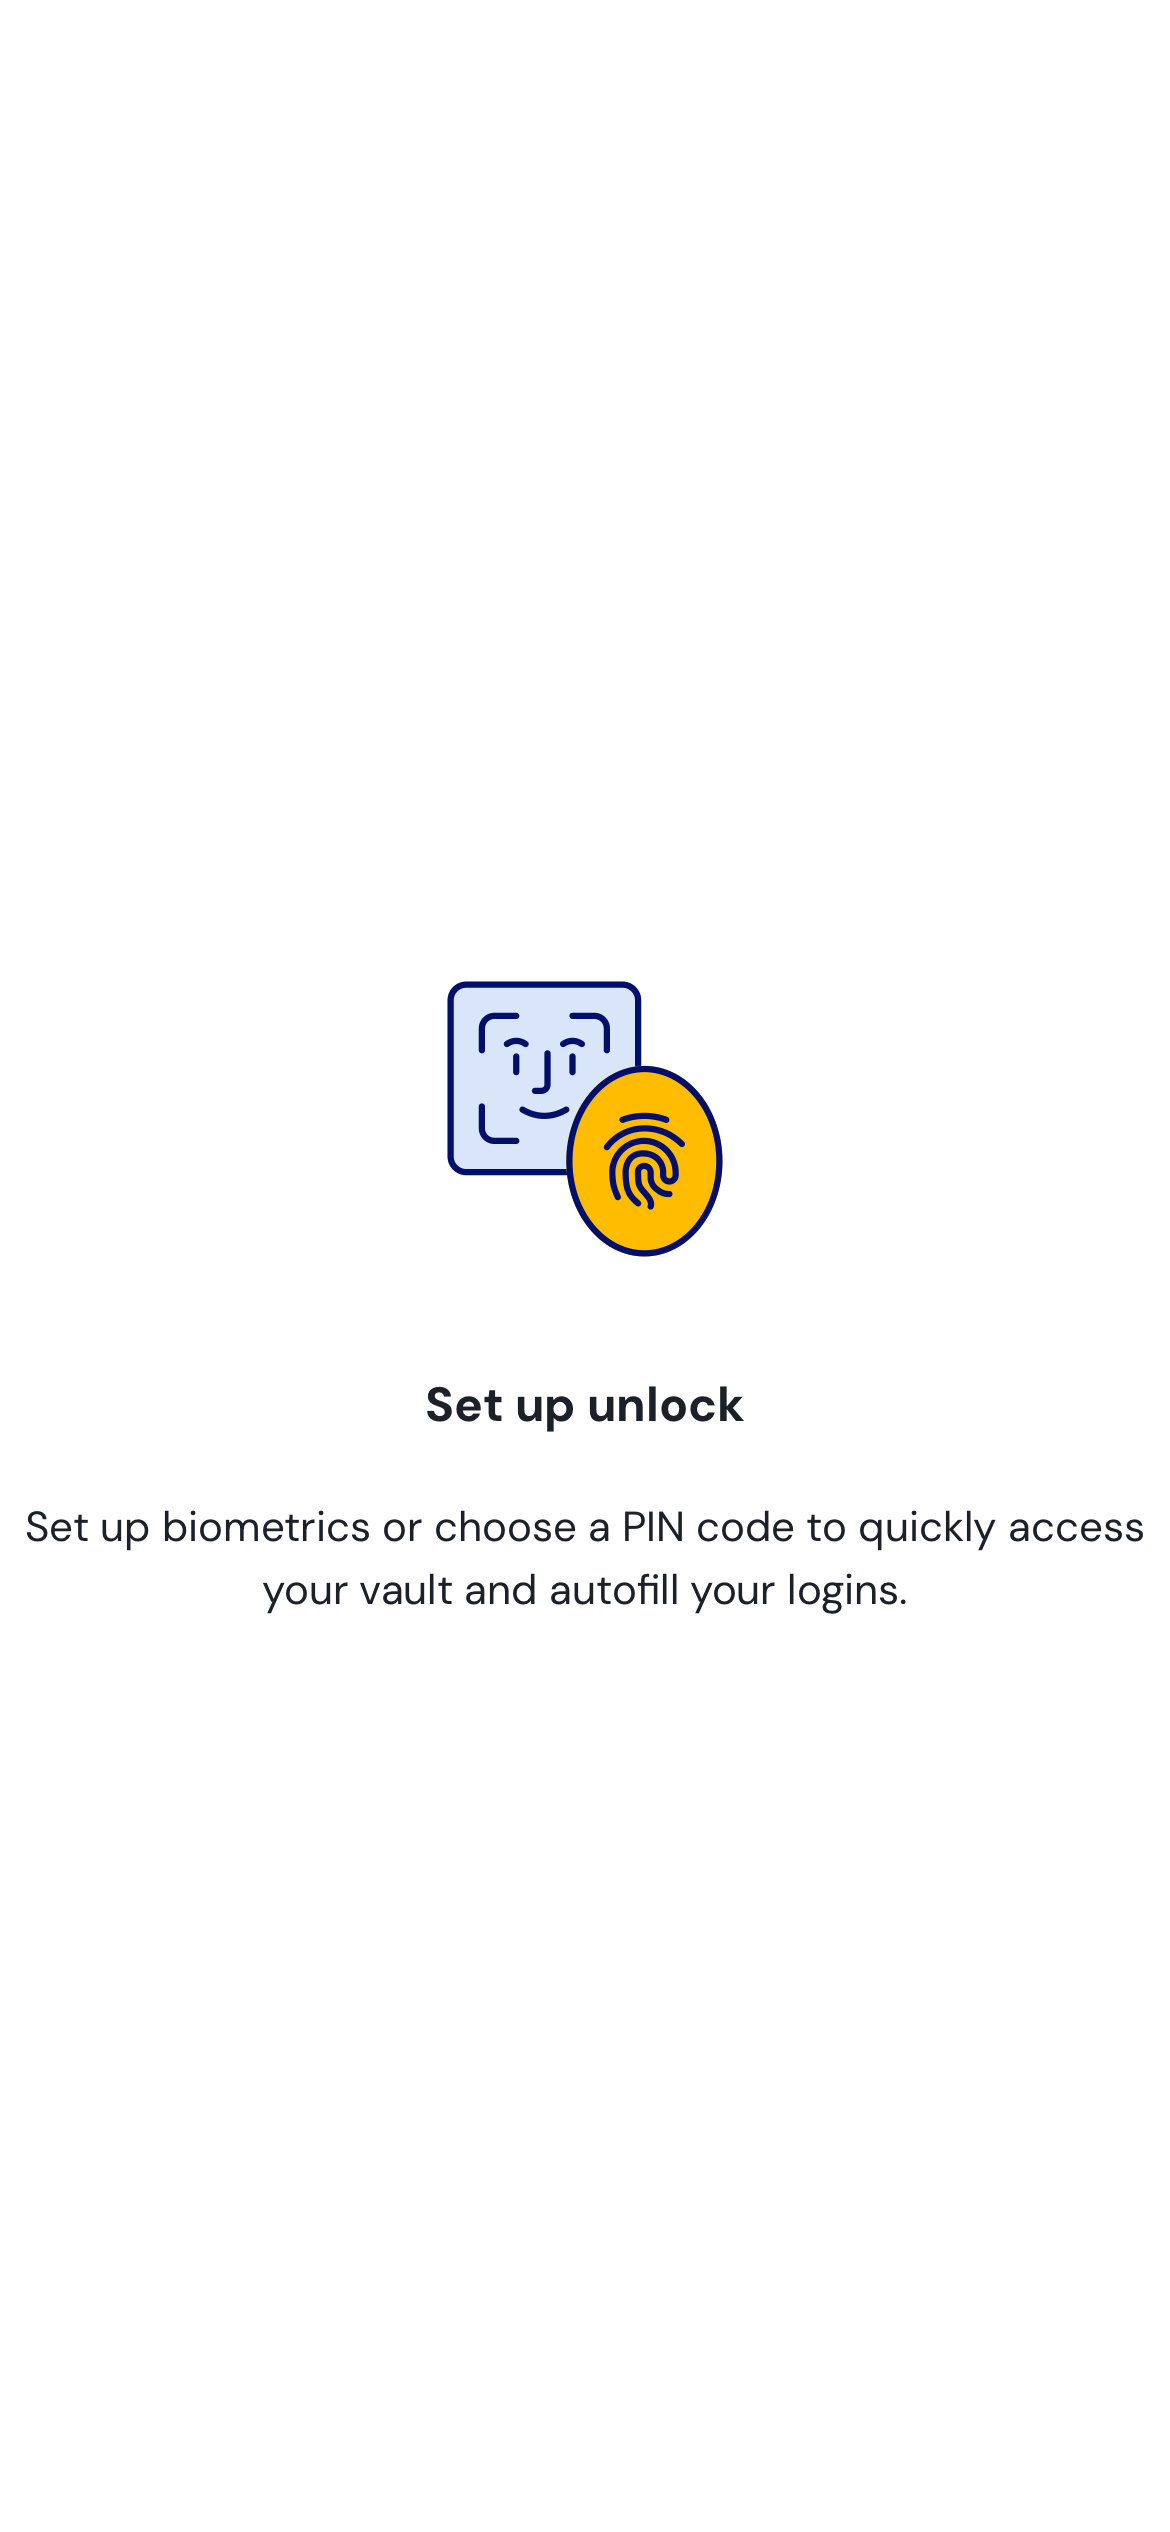 Set up unlock
Set up biometrics or choose a PIN code to quickly access
your vault and autofill your logins.